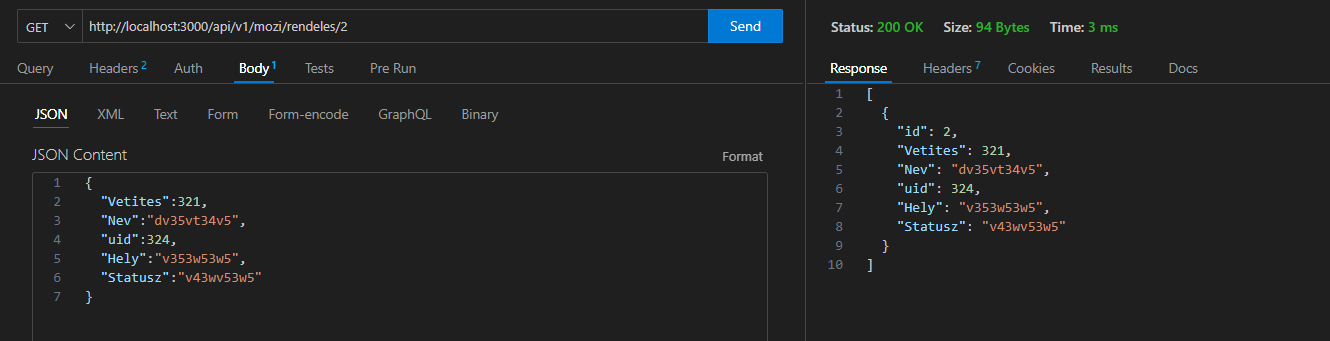 GET http://localhost:3000/api/v1/mozi/rendeles/2 Send
Query Headers 2 Auth Body 1 Tests Pre Run
JSON XML Text Form Form-encode GraphQL Binary
JSON Content Format
1 {
2 "Vetites":321,
3 "Nev":"dv35vt34v5",
4 "uid":324,
5 "Hely":"v353w53w5",
6 "Statusz":"v43wv53w5"
7 }
Status: 200 OK Size: 94 Bytes Time: 3 ms
Response Headers 7 Cookies Results Docs
1 [
2 {
3 "id": 2,
4 "Vetites": 321,
5 "Nev": "dv35vt34v5",
6 "uid": 324,
7 "Hely": "v353w53w5",
8 "Statusz": "v43wv53w5"
9 }
10 ]